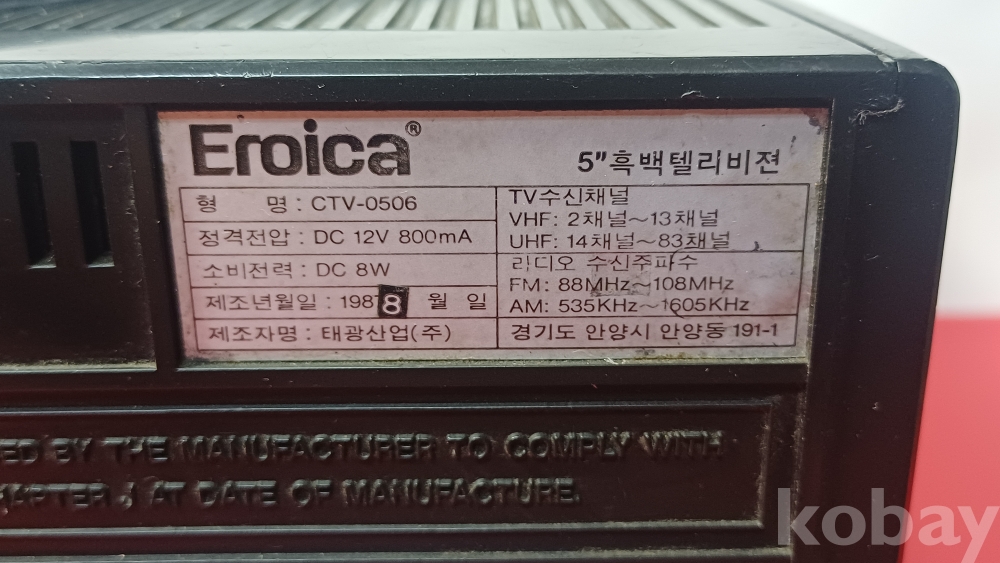 Eroica®
5"흑백텔리비젼
형 명 : CTV-0506
정격전압 : DC 12V 800mA
소비전력 : DC 8W
제조년월일 : 1988 월 일
제조자명 : 태광산업(주)
TV수신채널
VHF: 2채널~13채널
UHF: 14채널~83채널
라디오 수신주파수
FM: 88MHz~108MHz
AM: 535KHz~1605KHz
경기도 안양시 안양동 191-1
ED BY THE MANUFACTURER TO COMPLY WITH
CHAPTER J AT DATE OF MANUFACTURE.
kobay